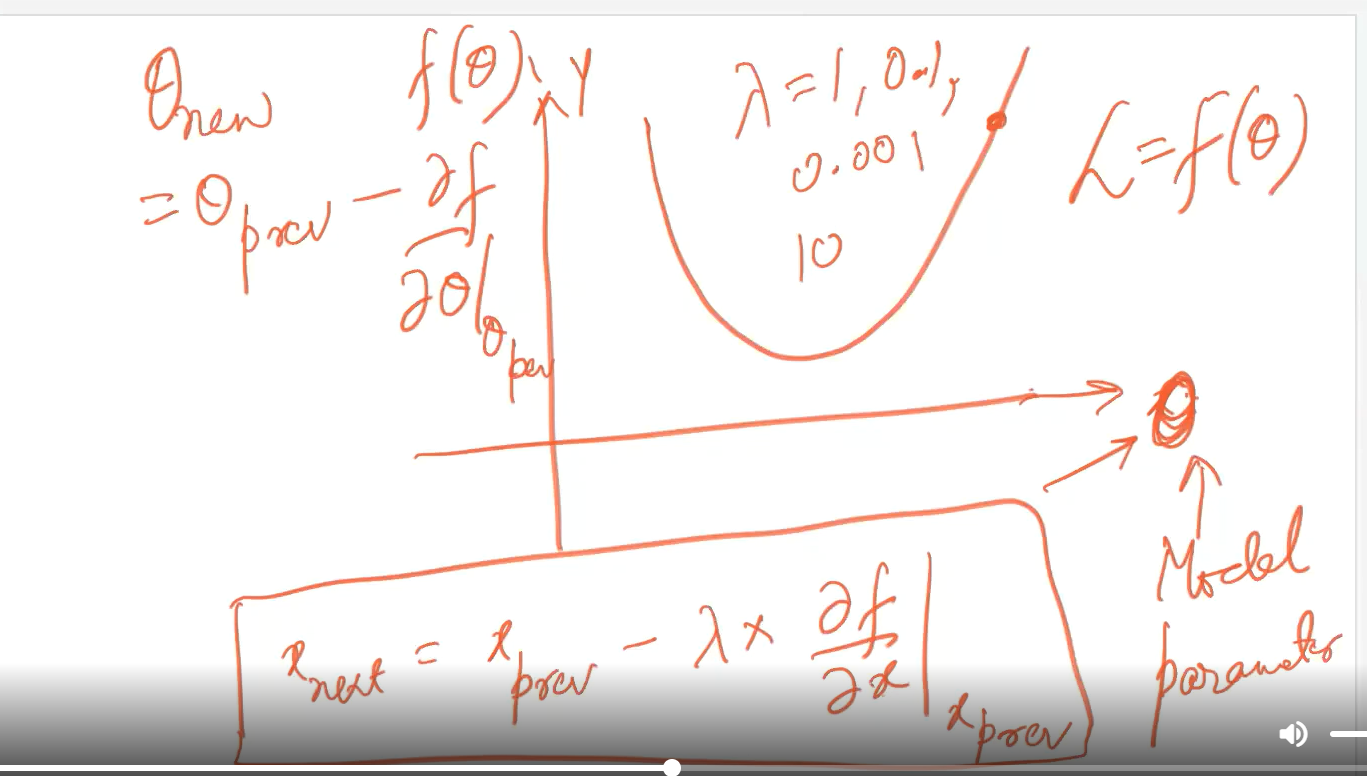 θnew
= θprev − ∂f/∂θ|θprev
f(θ), Y
λ = 1, 0.1,
0.001
10
L = f(θ)
θ
Model
parameter
xnext = xprev − λ × ∂f/∂x|xprev